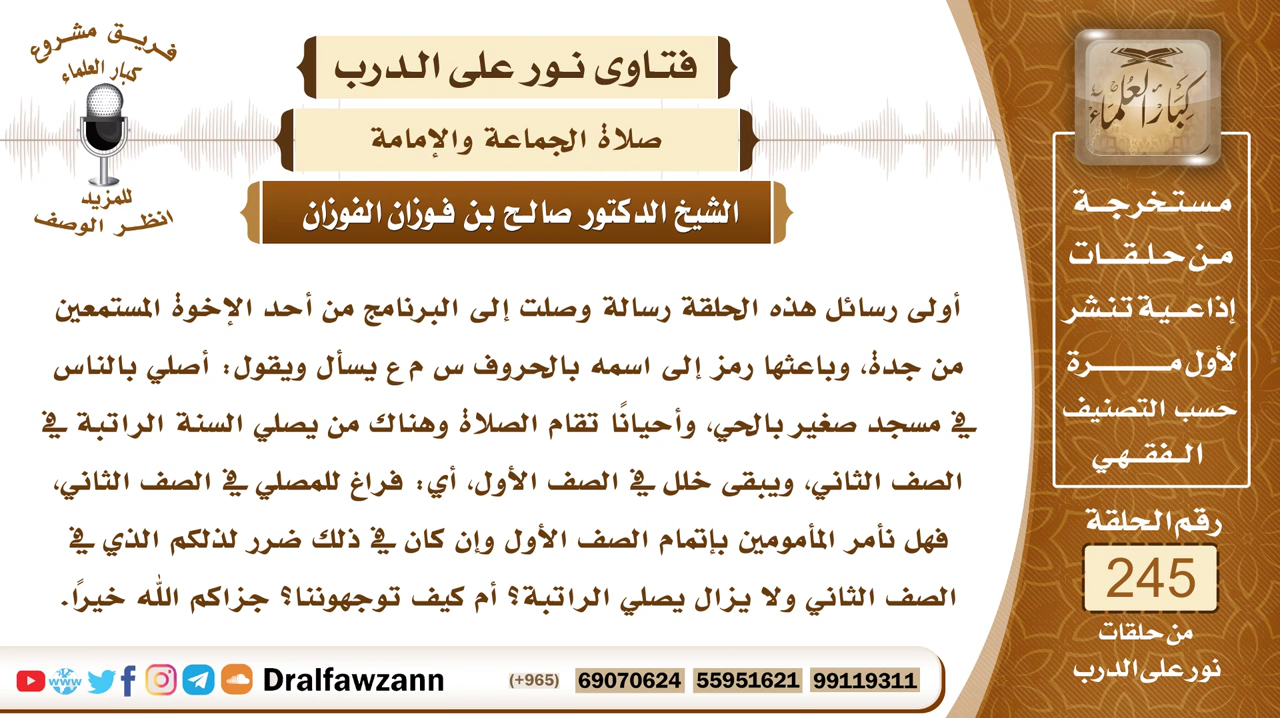 فريق مشروع
كبار العلماء
للمزيد
انظر الوصف
فتاوى نور على الدرب
صلاة الجماعة والإمامة
الشيخ الدكتور صالح بن فوزان الفوزان
كبار العلماء
مستخرجة
من حلقات
إذاعية تنشر
لأول مرة
حسب التصنيف
الفقهي
رقم الحلقة
245
من حلقات
نور على الدرب
أولى رسائل هذه الحلقة رسالة وصلت إلى البرنامج من أحد الإخوة المستمعين
من جدة، وباعثها رمز إلى اسمه بالحروف س م ع يسأل ويقول: أصلي بالناس
في مسجد صغير بالحي، وأحيانًا تقام الصلاة وهناك من يصلي السنة الراتبة في
الصف الثاني، ويبقى خلل في الصف الأول، أي: فراغ للمصلي في الصف الثاني،
فهل نأمر المأمومين بإتمام الصف الأول وإن كان في ذلك ضرر لذلكم الذي في
الصف الثاني ولا يزال يصلي الراتبة؟ أم كيف توجهوننا؟ جزاكم الله خيرًا.
www Dralfawzann (+965) 69070624 55951621 99119311